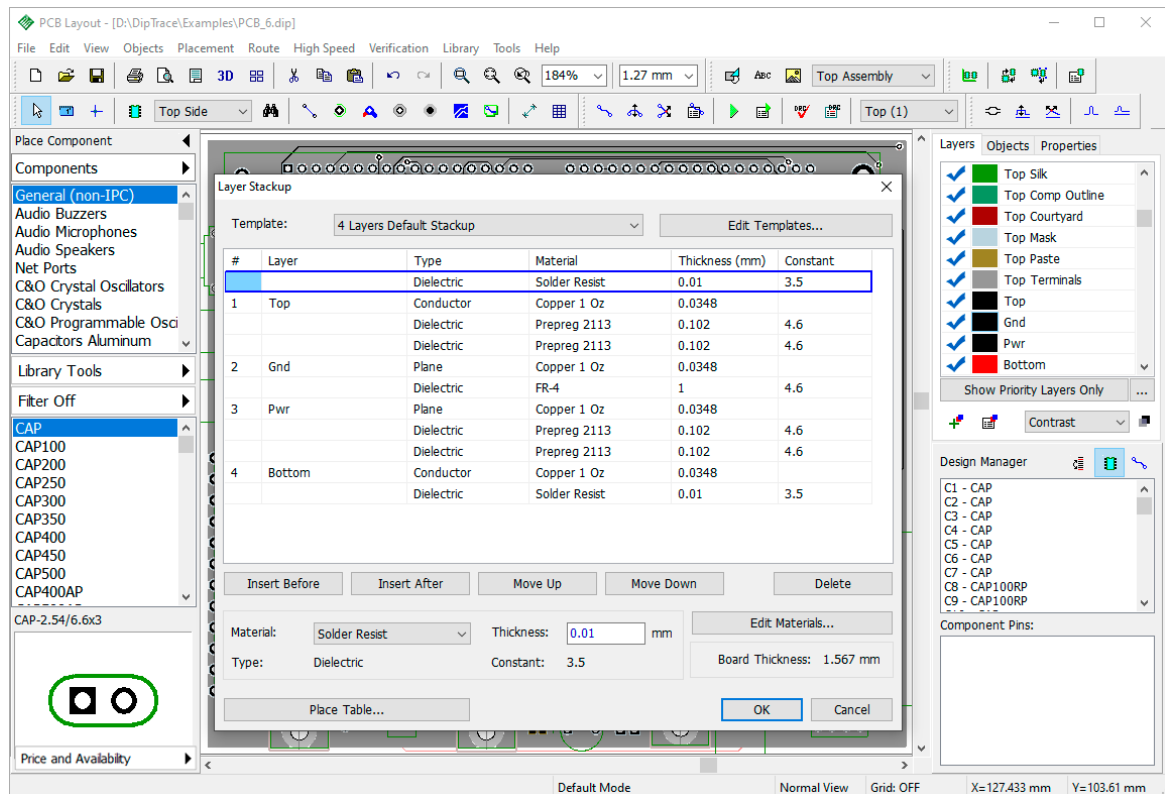 PCB Layout - [D:\DipTrace\Examples\PCB_6.dip]
File Edit View Objects Placement Route High Speed Verification Library Tools Help
3D 184% 1.27 mm ABC Top Assembly
Top Side DRC Top (1)
Place Component
Components
General (non-IPC)
Audio Buzzers
Audio Microphones
Audio Speakers
Net Ports
C&O Crystal Oscillators
C&O Crystals
C&O Programmable Osci
Capacitors Aluminum
Library Tools
Filter Off
CAP
CAP100
CAP200
CAP250
CAP300
CAP350
CAP400
CAP450
CAP500
CAP400AP
CAP-2.54/6.6x3
Price and Availability
Layer Stackup
Template: 4 Layers Default Stackup Edit Templates...
# Layer Type Material Thickness (mm) Constant
Dielectric Solder Resist 0.01 3.5
1 Top Conductor Copper 1 Oz 0.0348
Dielectric Prepreg 2113 0.102 4.6
Dielectric Prepreg 2113 0.102 4.6
2 Gnd Plane Copper 1 Oz 0.0348
Dielectric FR-4 1 4.6
3 Pwr Plane Copper 1 Oz 0.0348
Dielectric Prepreg 2113 0.102 4.6
Dielectric Prepreg 2113 0.102 4.6
4 Bottom Conductor Copper 1 Oz 0.0348
Dielectric Solder Resist 0.01 3.5
Insert Before Insert After Move Up Move Down Delete
Material: Solder Resist Thickness: 0.01 mm Edit Materials...
Type: Dielectric Constant: 3.5 Board Thickness: 1.567 mm
Place Table... OK Cancel
Layers Objects Properties
Top Silk
Top Comp Outline
Top Courtyard
Top Mask
Top Paste
Top Terminals
Top
Gnd
Pwr
Bottom
Show Priority Layers Only ...
Contrast
Design Manager
C1 - CAP
C2 - CAP
C3 - CAP
C4 - CAP
C5 - CAP
C6 - CAP
C7 - CAP
C8 - CAP100RP
C9 - CAP100RP
Component Pins:
Default Mode Normal View Grid: OFF X=127.433 mm Y=103.61 mm